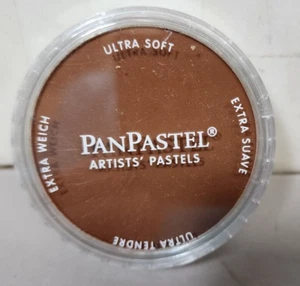 ULTRA SOFT
EXTRA WEICH
PANPASTEL®
ARTISTS' PASTELS
EXTRA SUAVE
ULTRA TENDRE